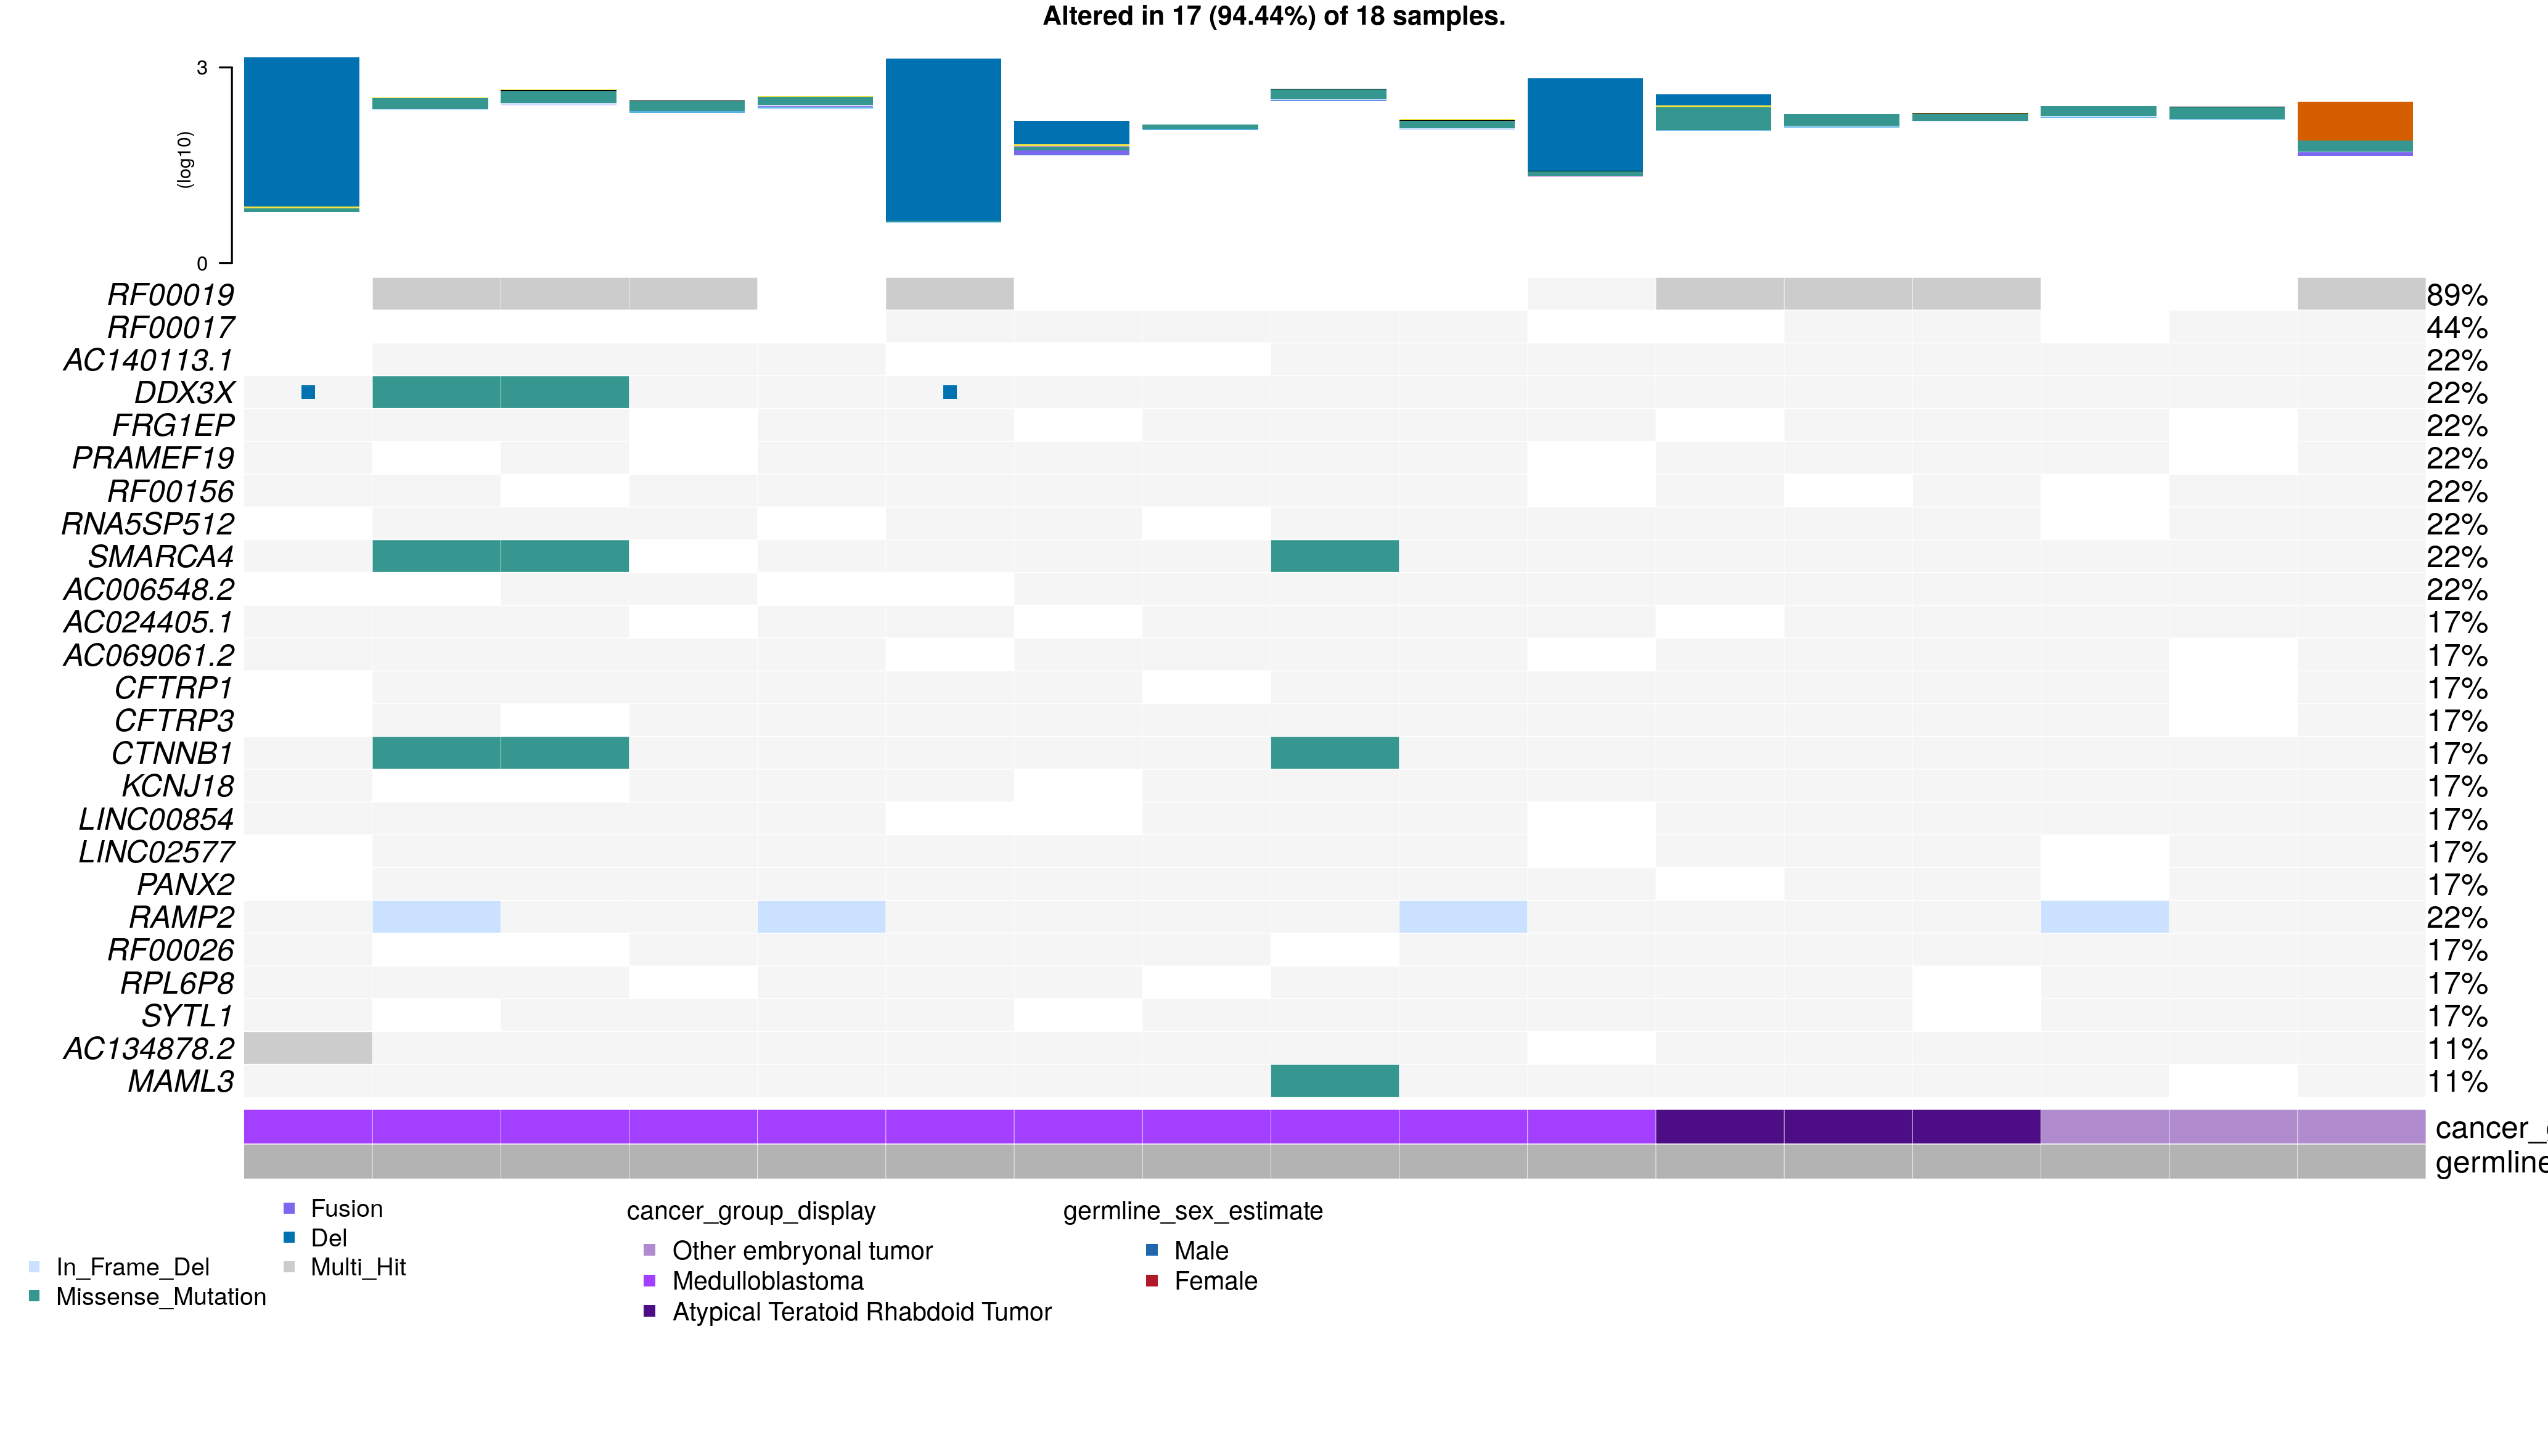 Altered in 17 (94.44%) of 18 samples.
3
(log10)
0
RF00019 89%
RF00017 44%
AC140113.1 22%
DDX3X 22%
FRG1EP 22%
PRAMEF19 22%
RF00156 22%
RNA5SP512 22%
SMARCA4 22%
AC006548.2 22%
AC024405.1 17%
AC069061.2 17%
CFTRP1 17%
CFTRP3 17%
CTNNB1 17%
KCNJ18 17%
LINC00854 17%
LINC02577 17%
PANX2 17%
RAMP2 22%
RF00026 17%
RPL6P8 17%
SYTL1 17%
AC134878.2 11%
MAML3 11%
cancer_
germline
In_Frame_Del
Missense_Mutation
Fusion
Del
Multi_Hit
cancer_group_display
Other embryonal tumor
Medulloblastoma
Atypical Teratoid Rhabdoid Tumor
germline_sex_estimate
Male
Female